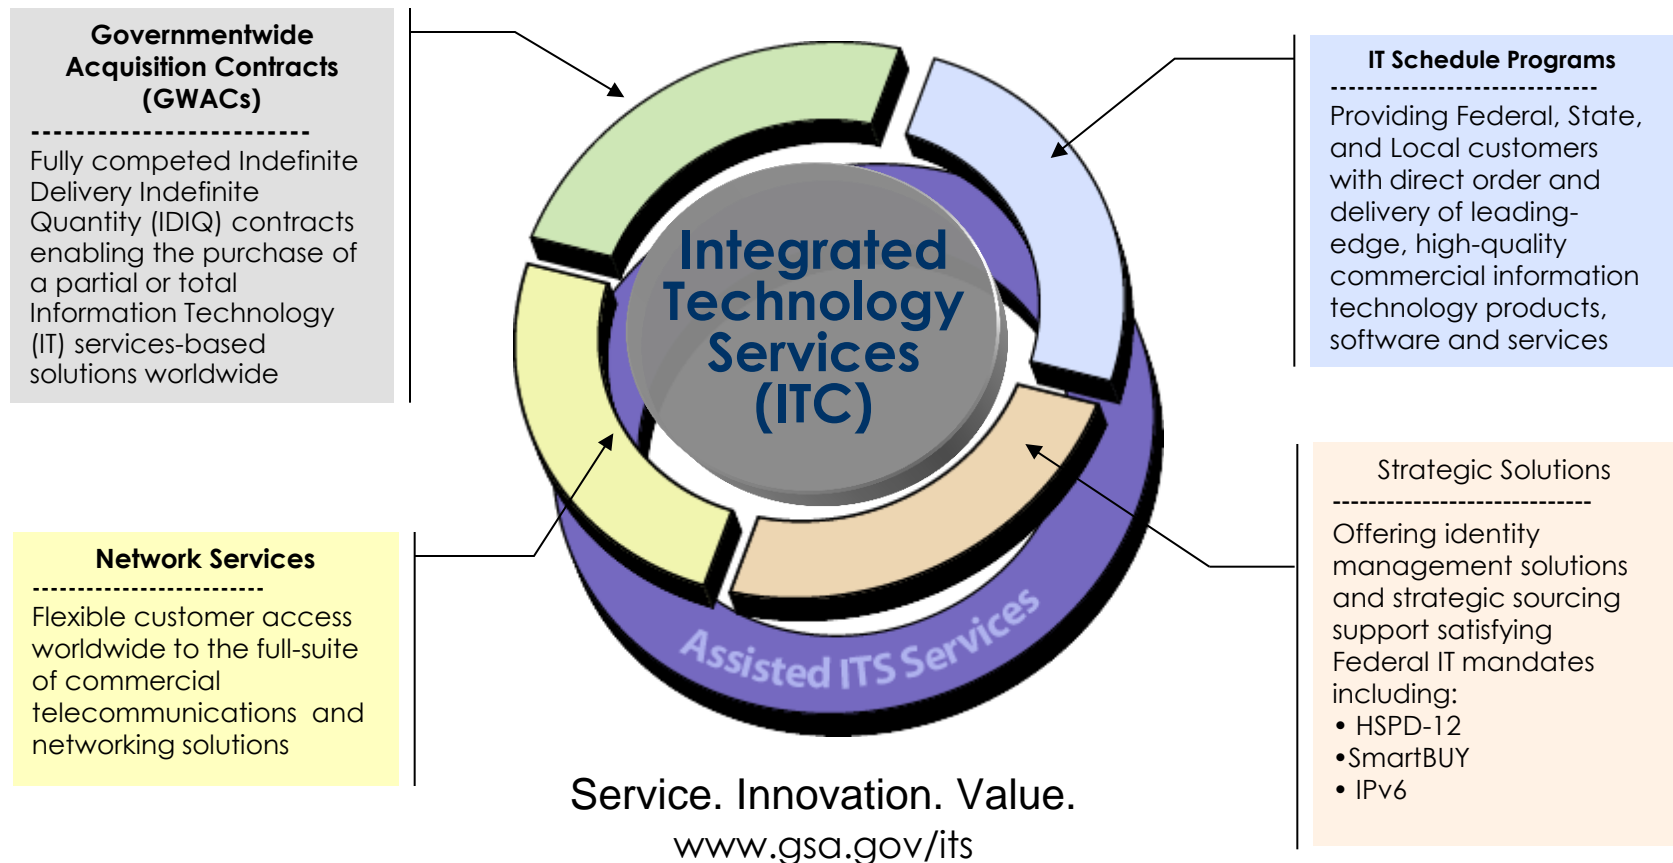 Governmentwide
Acquisition Contracts
(GWACs)
-------------------------
Fully competed Indefinite
Delivery Indefinite
Quantity (IDIQ) contracts
enabling the purchase of
a partial or total
Information Technology
(IT) services-based
solutions worldwide
IT Schedule Programs
------------------------------
Providing Federal, State,
and Local customers
with direct order and
delivery of leading-
edge, high-quality
commercial information
technology products,
software and services
Integrated
Technology
Services
(ITC)
Network Services
--------------------------
Flexible customer access
worldwide to the full-suite
of commercial
telecommunications and
networking solutions
Strategic Solutions
-----------------------------
Offering identity
management solutions
and strategic sourcing
support satisfying
Federal IT mandates
including:
• HSPD-12
•SmartBUY
• IPv6
Assisted ITS Services
Service. Innovation. Value.
www.gsa.gov/its